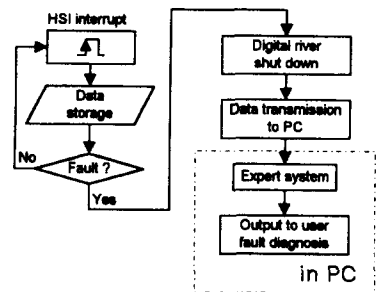 HSI interrupt
Data
storage
Fault ?
No
Yes
Digital river
shut down
Data transmission
to PC
Expert system
Output to user
fault diagnosis
in PC